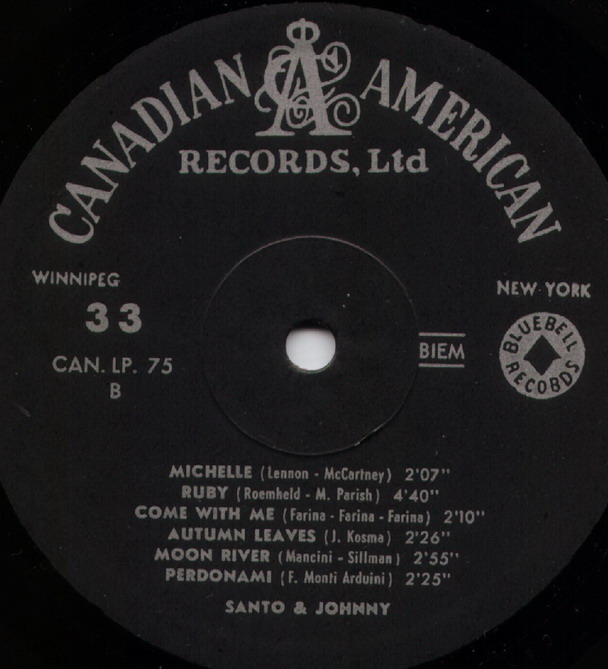 CANADIAN CA AMERICAN
RECORDS, Ltd
WINNIPEG
33
CAN. LP. 75
B
NEW YORK
BIEM
BLUEBELL
RECORDS
MICHELLE (Lennon - McCartney) 2'07"
RUBY (Roemheld - M. Parish) 4'40"
COME WITH ME (Farina - Farina - Farina) 2'10"
AUTUMN LEAVES (J. Kosma) 2'26"
MOON RIVER (Mancini - Sillman) 2'55"
PERDONAMI (F. Monti Arduini) 2'25"
SANTO & JOHNNY